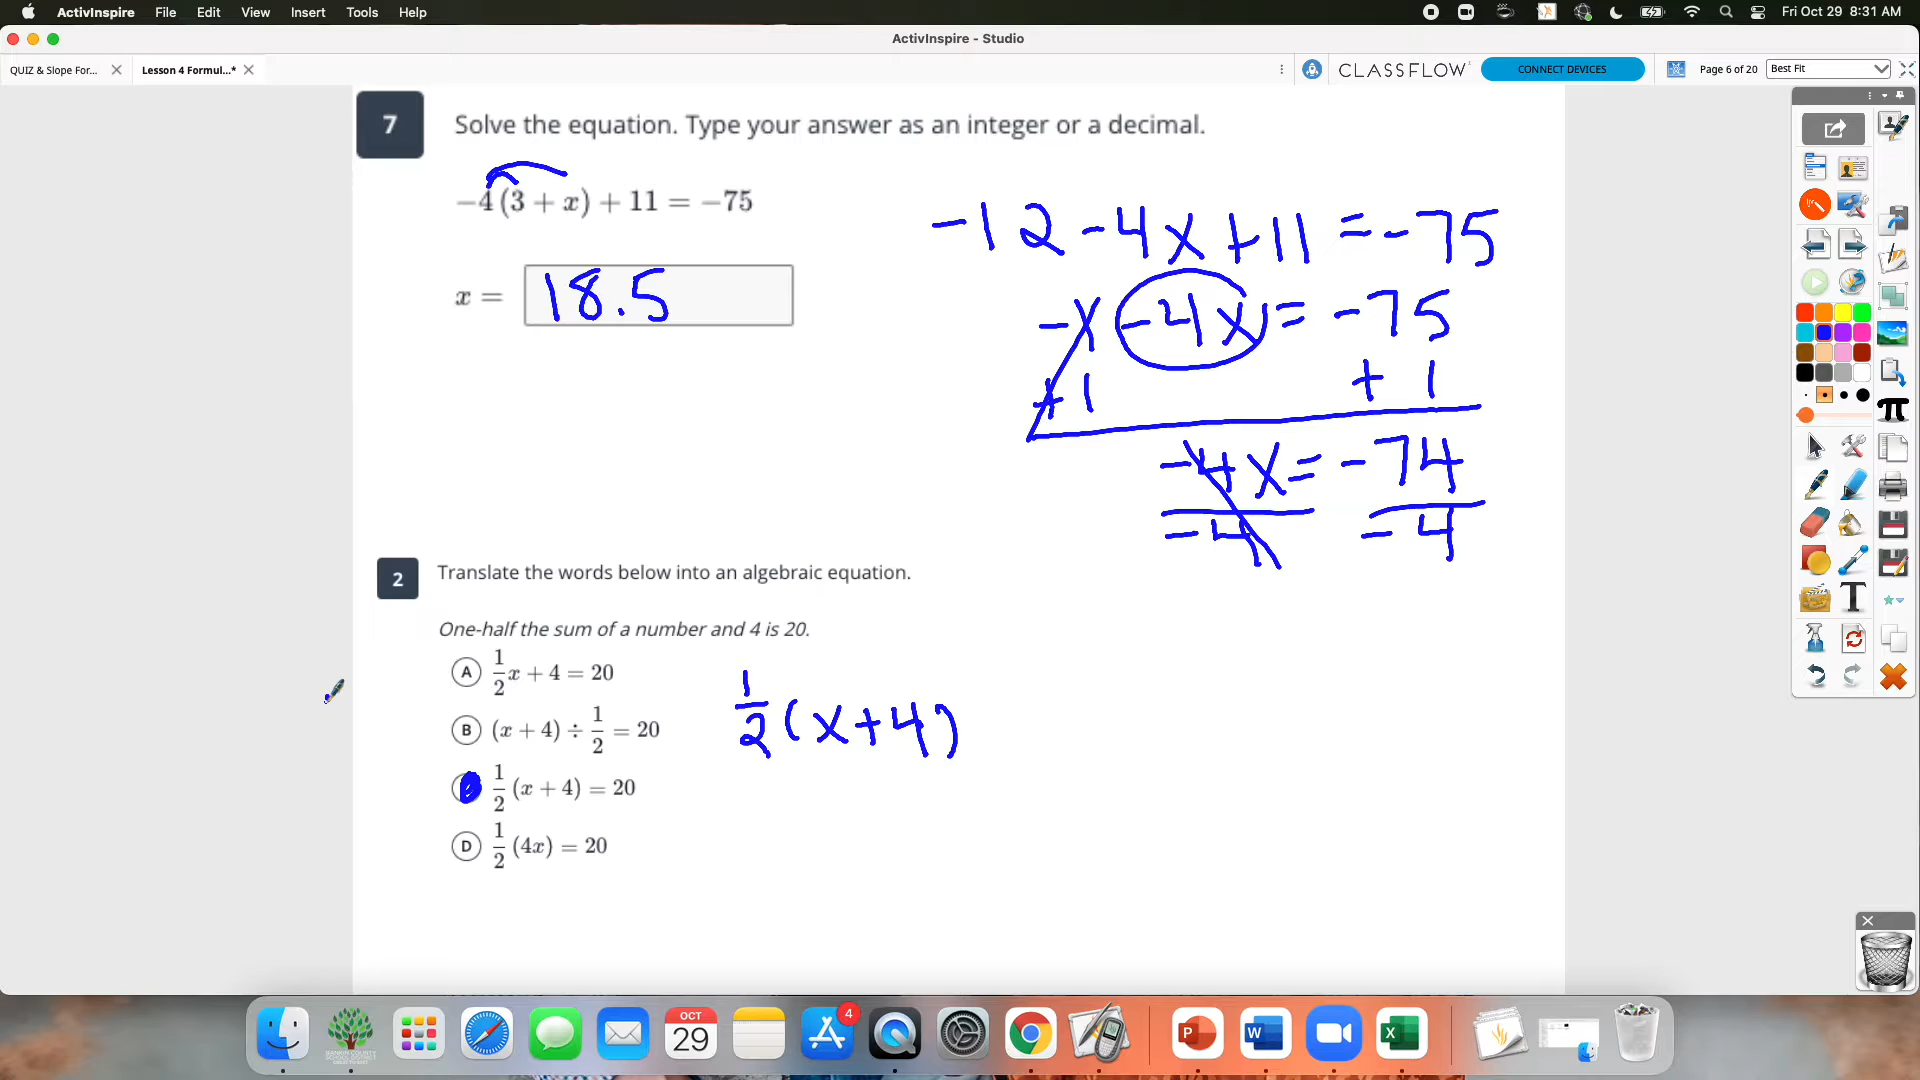 ActivInspire File Edit View Insert Tools Help Fri Oct 29 8:31 AM
ActivInspire - Studio
QUIZ & Slope For... Lesson 4 Formul...* CLASSFLOW CONNECT DEVICES Page 6 of 20 Best Fit
7 Solve the equation. Type your answer as an integer or a decimal.
−4(3 + x) + 11 = −75
x = 18.5
-12 -4x +11 = -75
-x -4x = -75
+1 +1
-4x = -74
-4 -4
2 Translate the words below into an algebraic equation.
One-half the sum of a number and 4 is 20.
A 1/2 x + 4 = 20
B (x + 4) ÷ 1/2 = 20
1/2 (x + 4) = 20
D 1/2 (4x) = 20
1/2 (x+4)
T
π
OCT
29
4
P
W
X